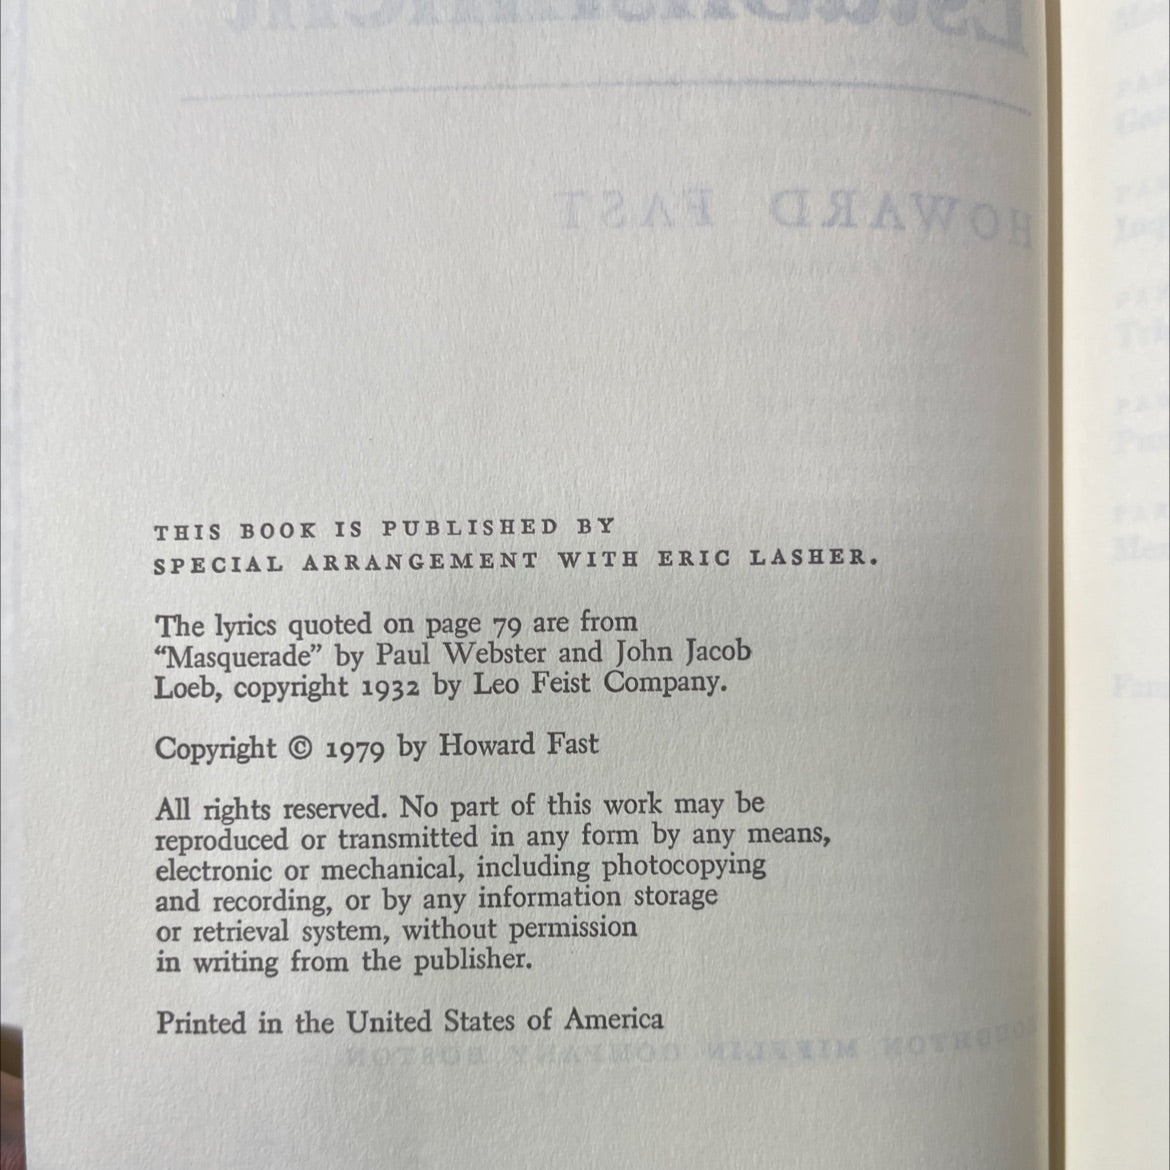 THIS BOOK IS PUBLISHED BY
SPECIAL ARRANGEMENT WITH ERIC LASHER.
The lyrics quoted on page 79 are from
“Masquerade” by Paul Webster and John Jacob
Loeb, copyright 1932 by Leo Feist Company.
Copyright © 1979 by Howard Fast
All rights reserved. No part of this work may be
reproduced or transmitted in any form by any means,
electronic or mechanical, including photocopying
and recording, or by any information storage
or retrieval system, without permission
in writing from the publisher.
Printed in the United States of America